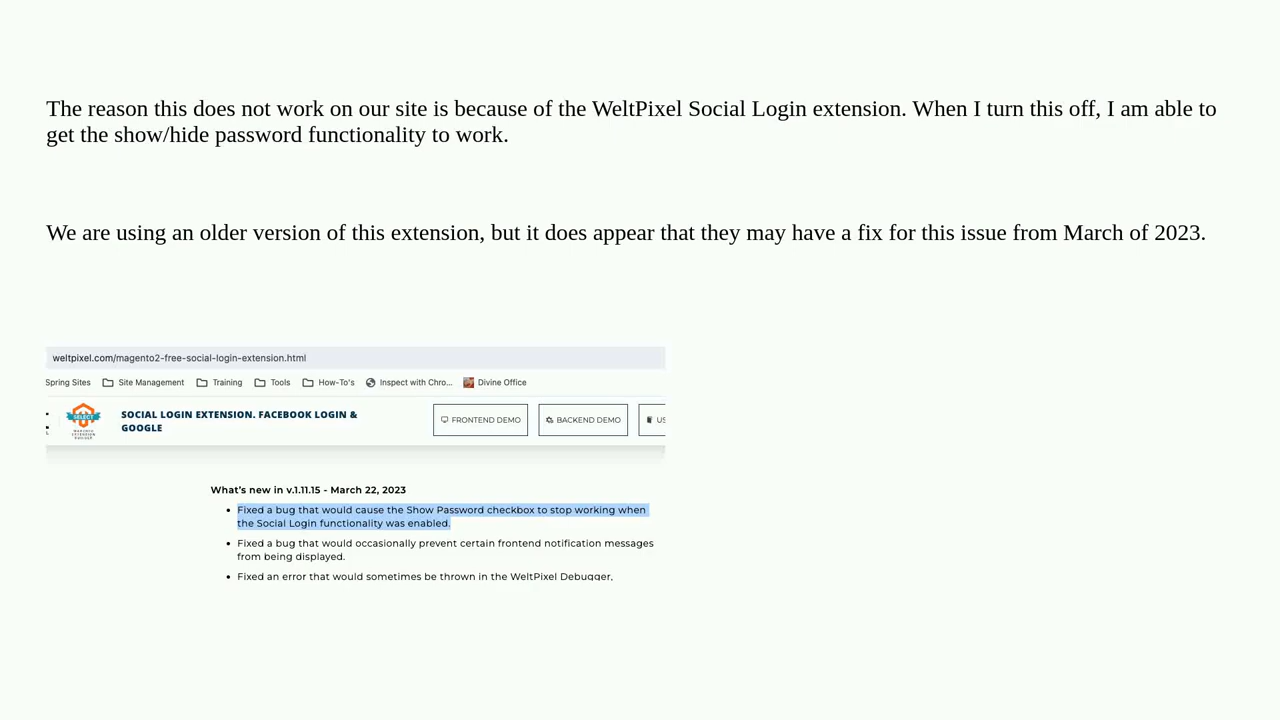 The reason this does not work on our site is because of the WeltPixel Social Login extension. When I turn this off, I am able to
get the show/hide password functionality to work.
We are using an older version of this extension, but it does appear that they may have a fix for this issue from March of 2023.
weltpixel.com/magento2-free-social-login-extension.html
Spring Sites Site Management Training Tools How-To's Inspect with Chro... Divine Office
SELECT
SOCIAL LOGIN EXTENSION. FACEBOOK LOGIN &
GOOGLE
FRONTEND DEMO BACKEND DEMO US
What's new in v.1.11.15 - March 22, 2023
• Fixed a bug that would cause the Show Password checkbox to stop working when
the Social Login functionality was enabled.
• Fixed a bug that would occasionally prevent certain frontend notification messages
from being displayed.
• Fixed an error that would sometimes be thrown in the WeltPixel Debugger,